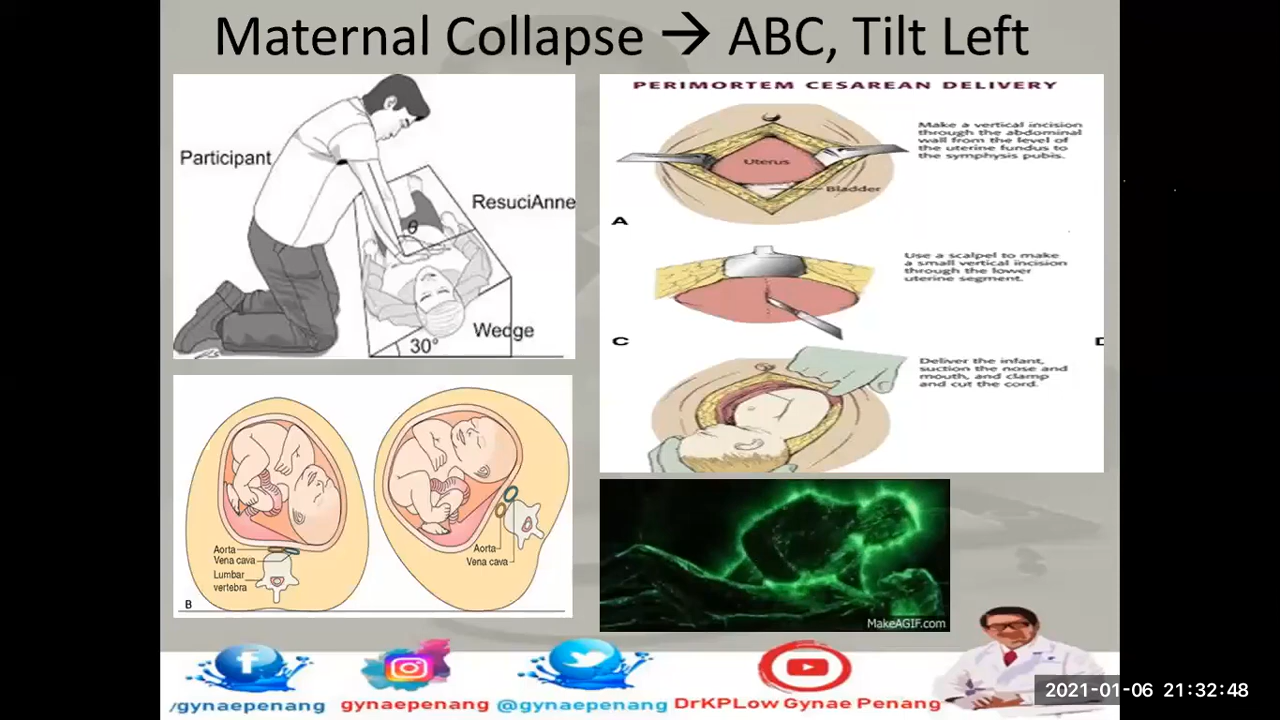 Maternal Collapse → ABC, Tilt Left
Participant
ResuciAnne
θ
Wedge
30°
PERIMORTEM CESAREAN DELIVERY
Make a vertical incision
through the abdominal
wall from the level of
the uterine fundus to
the symphysis pubis.
Uterus
Bladder
A
Use a scalpel to make
a small vertical incision
through the lower
uterine segment.
C
Deliver the infant,
suction the nose and
mouth, and clamp
and cut the cord.
Aorta
Vena cava
Lumbar
vertebra
B
Aorta
Vena cava
MakeAGIF.com
/gynaepenang
gynaepenang
@gynaepenang
DrKPLow Gynae Penang
2021-01-06 21:32:48